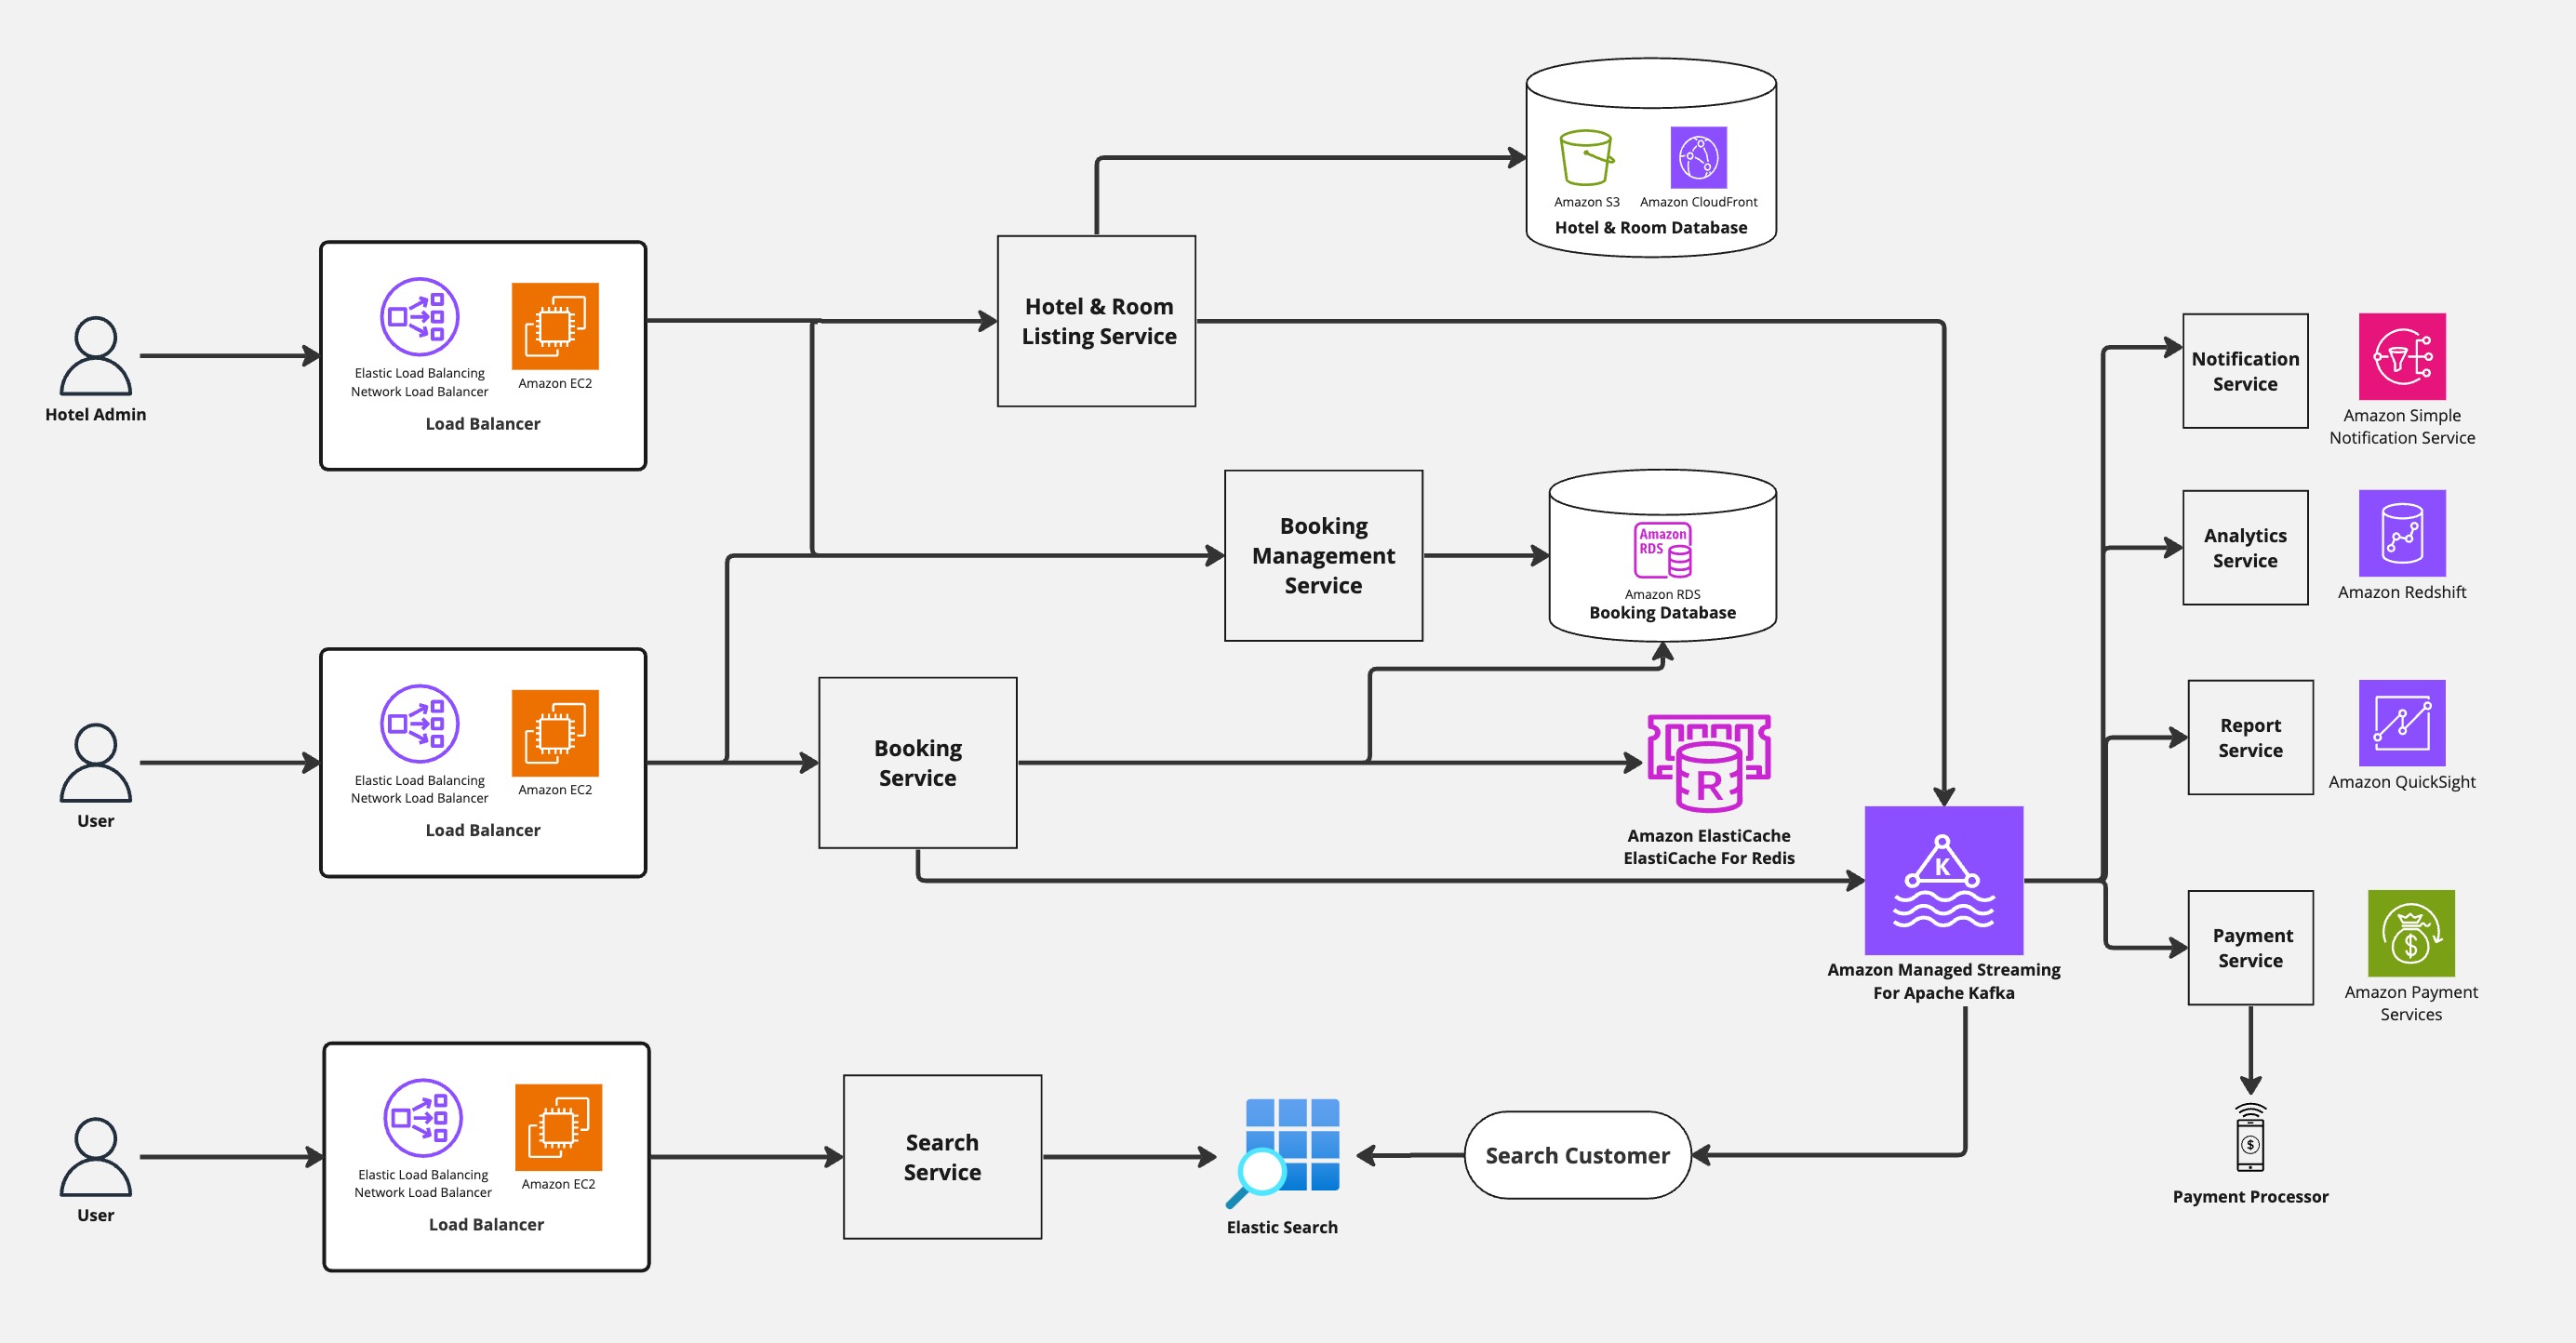 Amazon S3
Amazon CloudFront
Hotel & Room Database
Hotel Admin
Elastic Load Balancing
Network Load Balancer
Amazon EC2
Load Balancer
Hotel & Room
Listing Service
Notification
Service
Amazon Simple
Notification Service
Booking
Management
Service
Amazon
RDS
Amazon RDS
Booking Database
Analytics
Service
Amazon Redshift
User
Elastic Load Balancing
Network Load Balancer
Amazon EC2
Load Balancer
Booking
Service
R
Amazon ElastiCache
ElastiCache For Redis
Report
Service
Amazon QuickSight
K
Amazon Managed Streaming
For Apache Kafka
Payment
Service
$
Amazon Payment
Services
User
Elastic Load Balancing
Network Load Balancer
Amazon EC2
Load Balancer
Search
Service
Elastic Search
Search Customer
$
Payment Processor